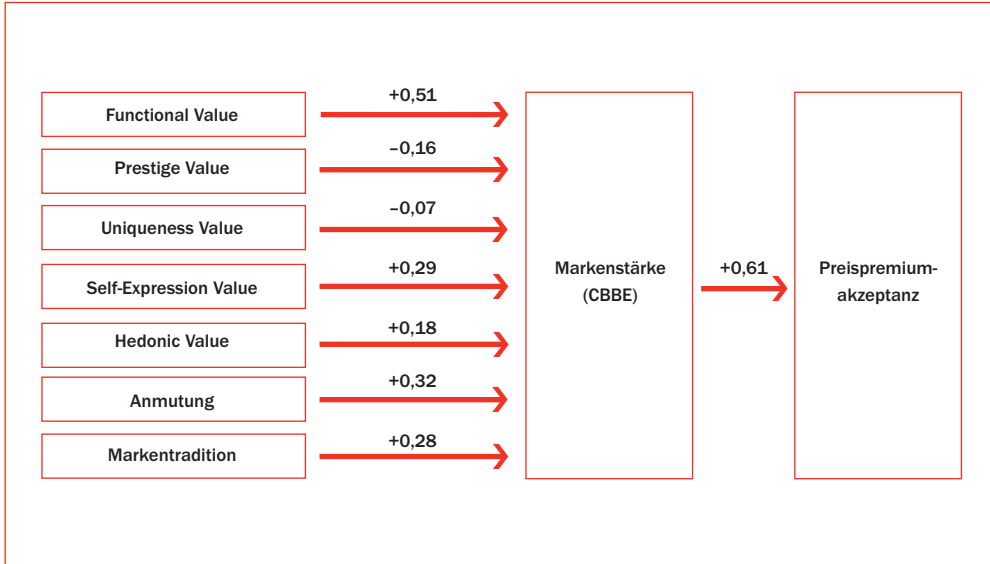 Functional Value
+0,51
Prestige Value
–0,16
Uniqueness Value
–0,07
Self-Expression Value
+0,29
Hedonic Value
+0,18
Anmutung
+0,32
Markentradition
+0,28
Markenstärke
(CBBE)
+0,61
Preispremium-
akzeptanz